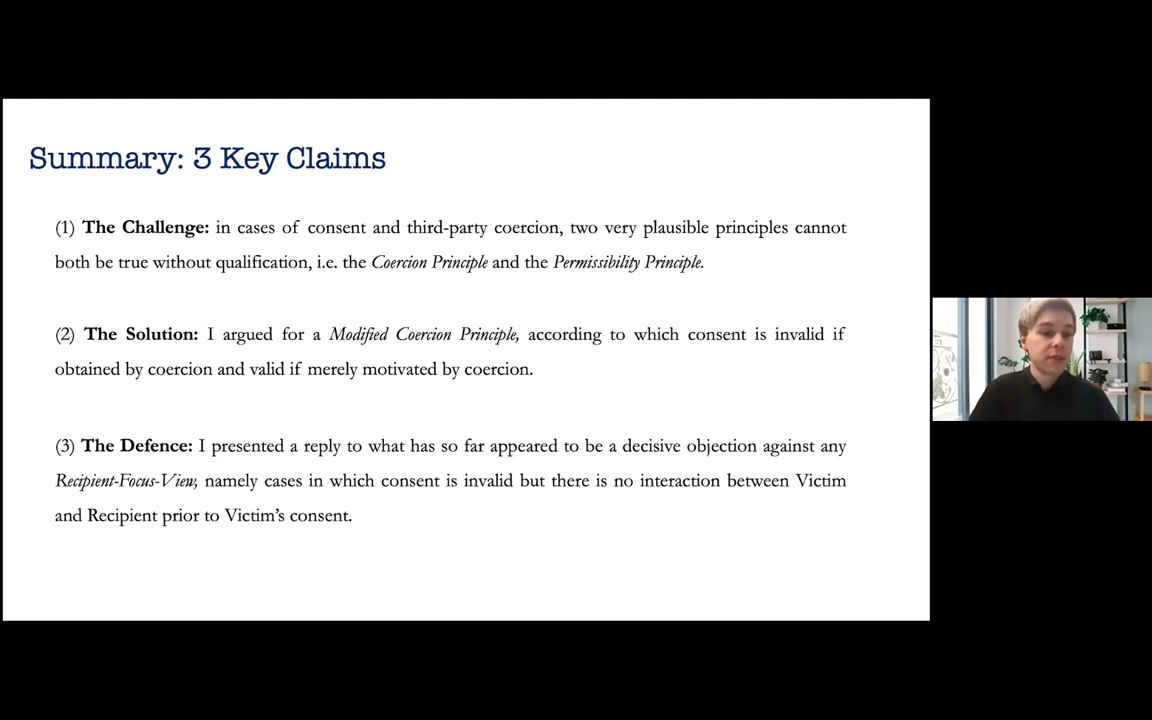 Summary: 3 Key Claims
(1) The Challenge: in cases of consent and third-party coercion, two very plausible principles cannot
both be true without qualification, i.e. the Coercion Principle and the Permissibility Principle.
(2) The Solution: I argued for a Modified Coercion Principle, according to which consent is invalid if
obtained by coercion and valid if merely motivated by coercion.
(3) The Defence: I presented a reply to what has so far appeared to be a decisive objection against any
Recipient-Focus-View, namely cases in which consent is invalid but there is no interaction between Victim
and Recipient prior to Victim's consent.